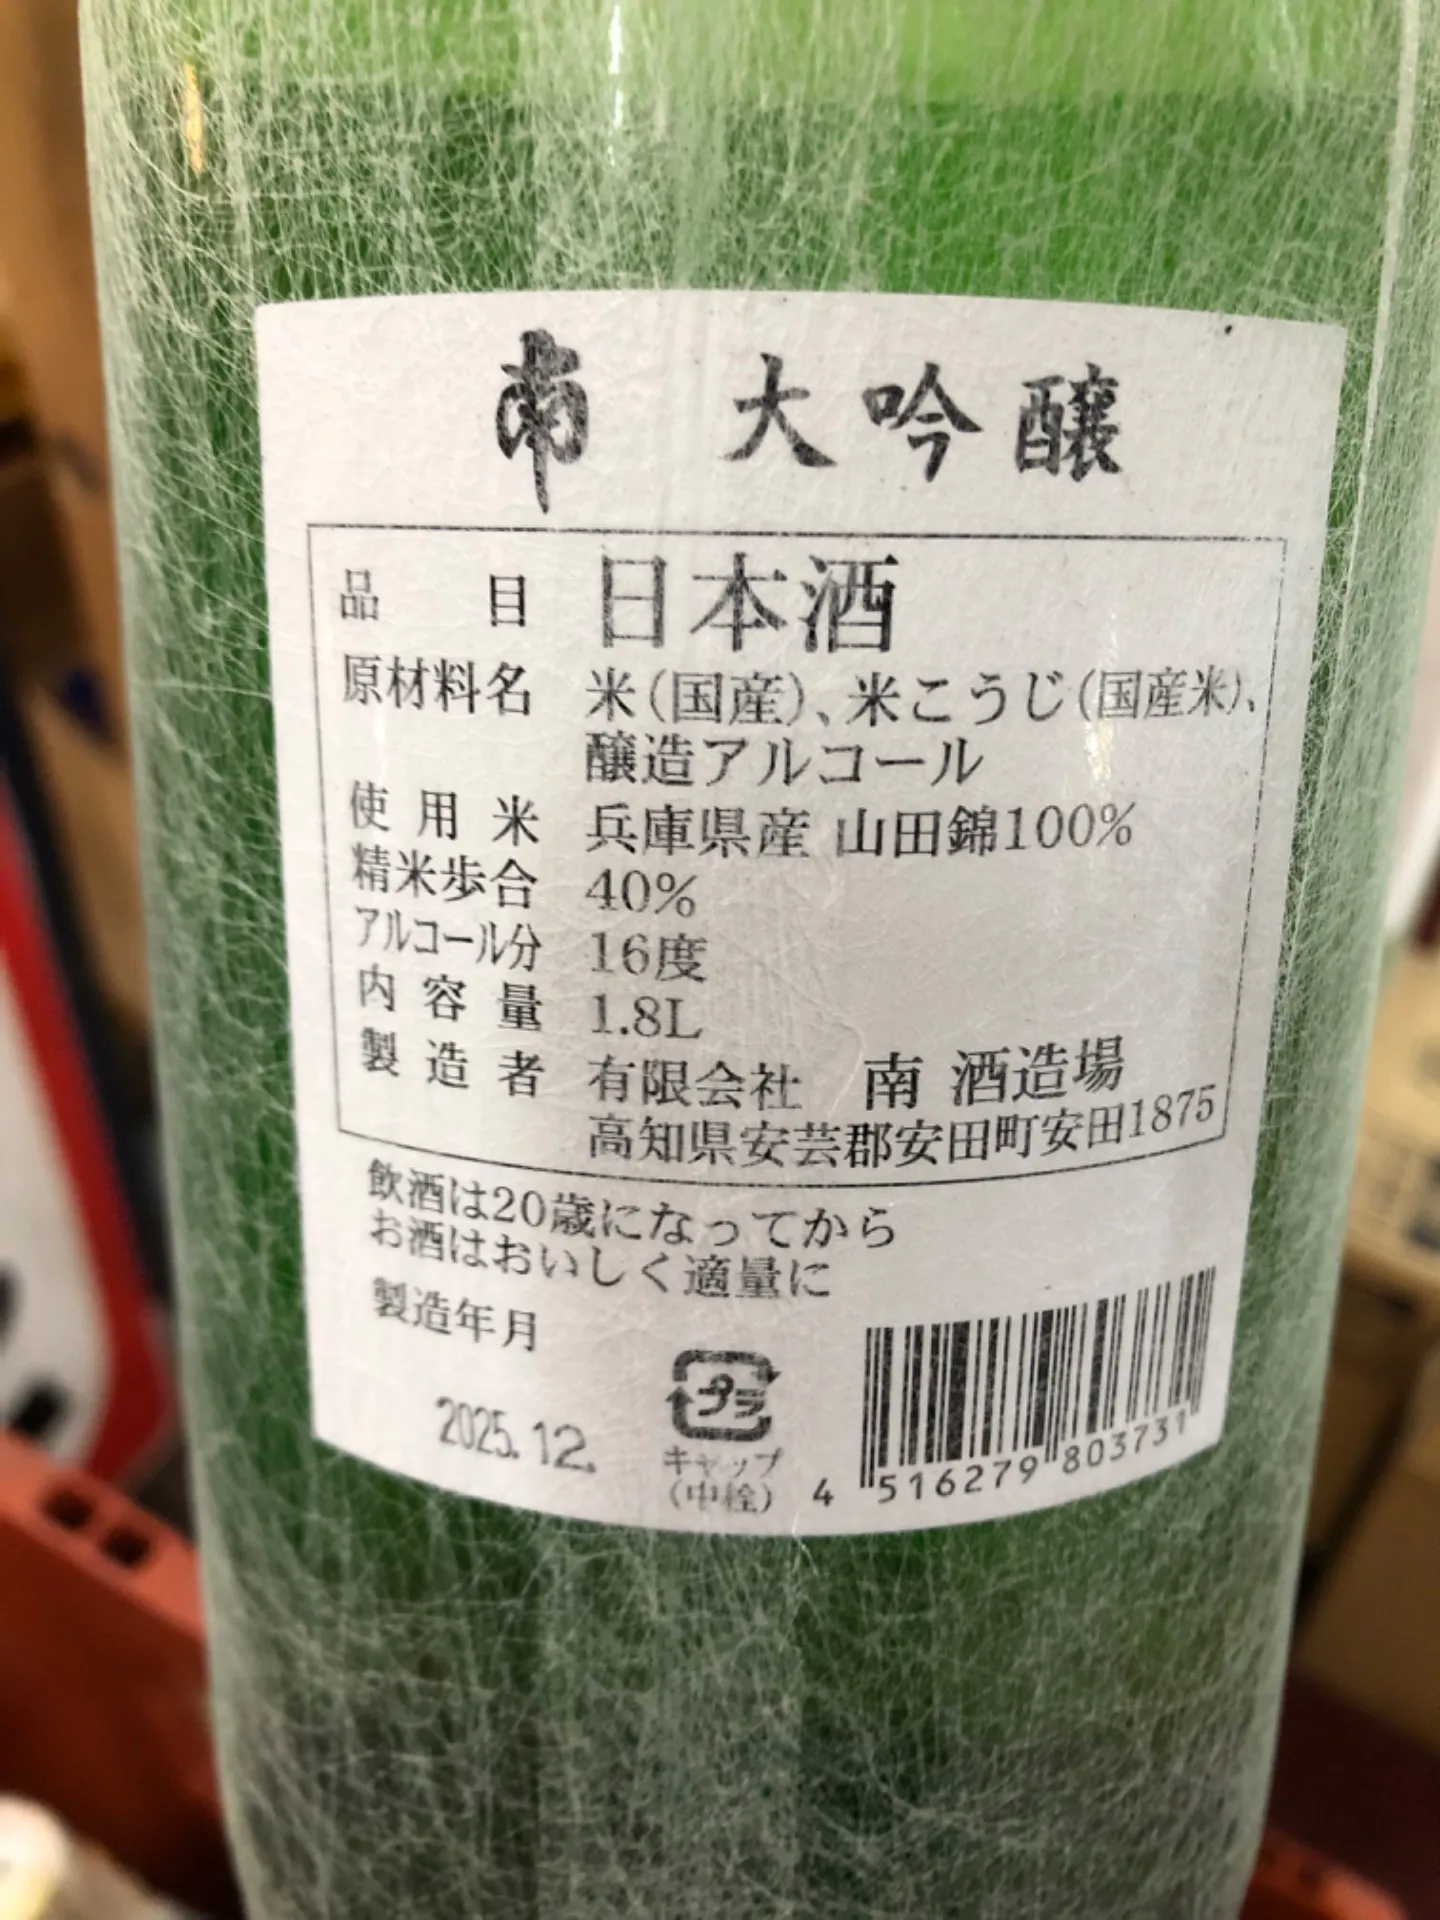 南 大吟醸
品目 日本酒
原材料名 米(国産)、米こうじ(国産米)、
醸造アルコール
使用米 兵庫県産 山田錦100%
精米歩合 40%
アルコール分 16度
内容量 1.8L
製造者 有限会社 南 酒造場
高知県安芸郡安田町安田1875
飲酒は20歳になってから
お酒はおいしく適量に
製造年月
2025.12.
プラ
キャップ
(中栓)
4 516279 803731